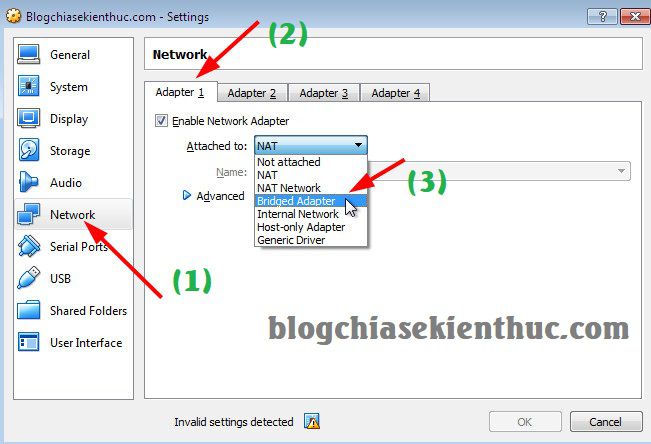 Blogchiasekienthuc.com - Settings
?
(2)
General
System
Display
Storage
Audio
Network
Serial Ports
USB
Shared Folders
User Interface
(1)
Network
Adapter 1
Adapter 2
Adapter 3
Adapter 4
Enable Network Adapter
Attached to: NAT
Not attached
NAT
NAT Network
Bridged Adapter
Internal Network
Host-only Adapter
Generic Driver
Name:
Advanced
(3)
blogchiasekienthuc.com
Invalid settings detected
OK
Cancel